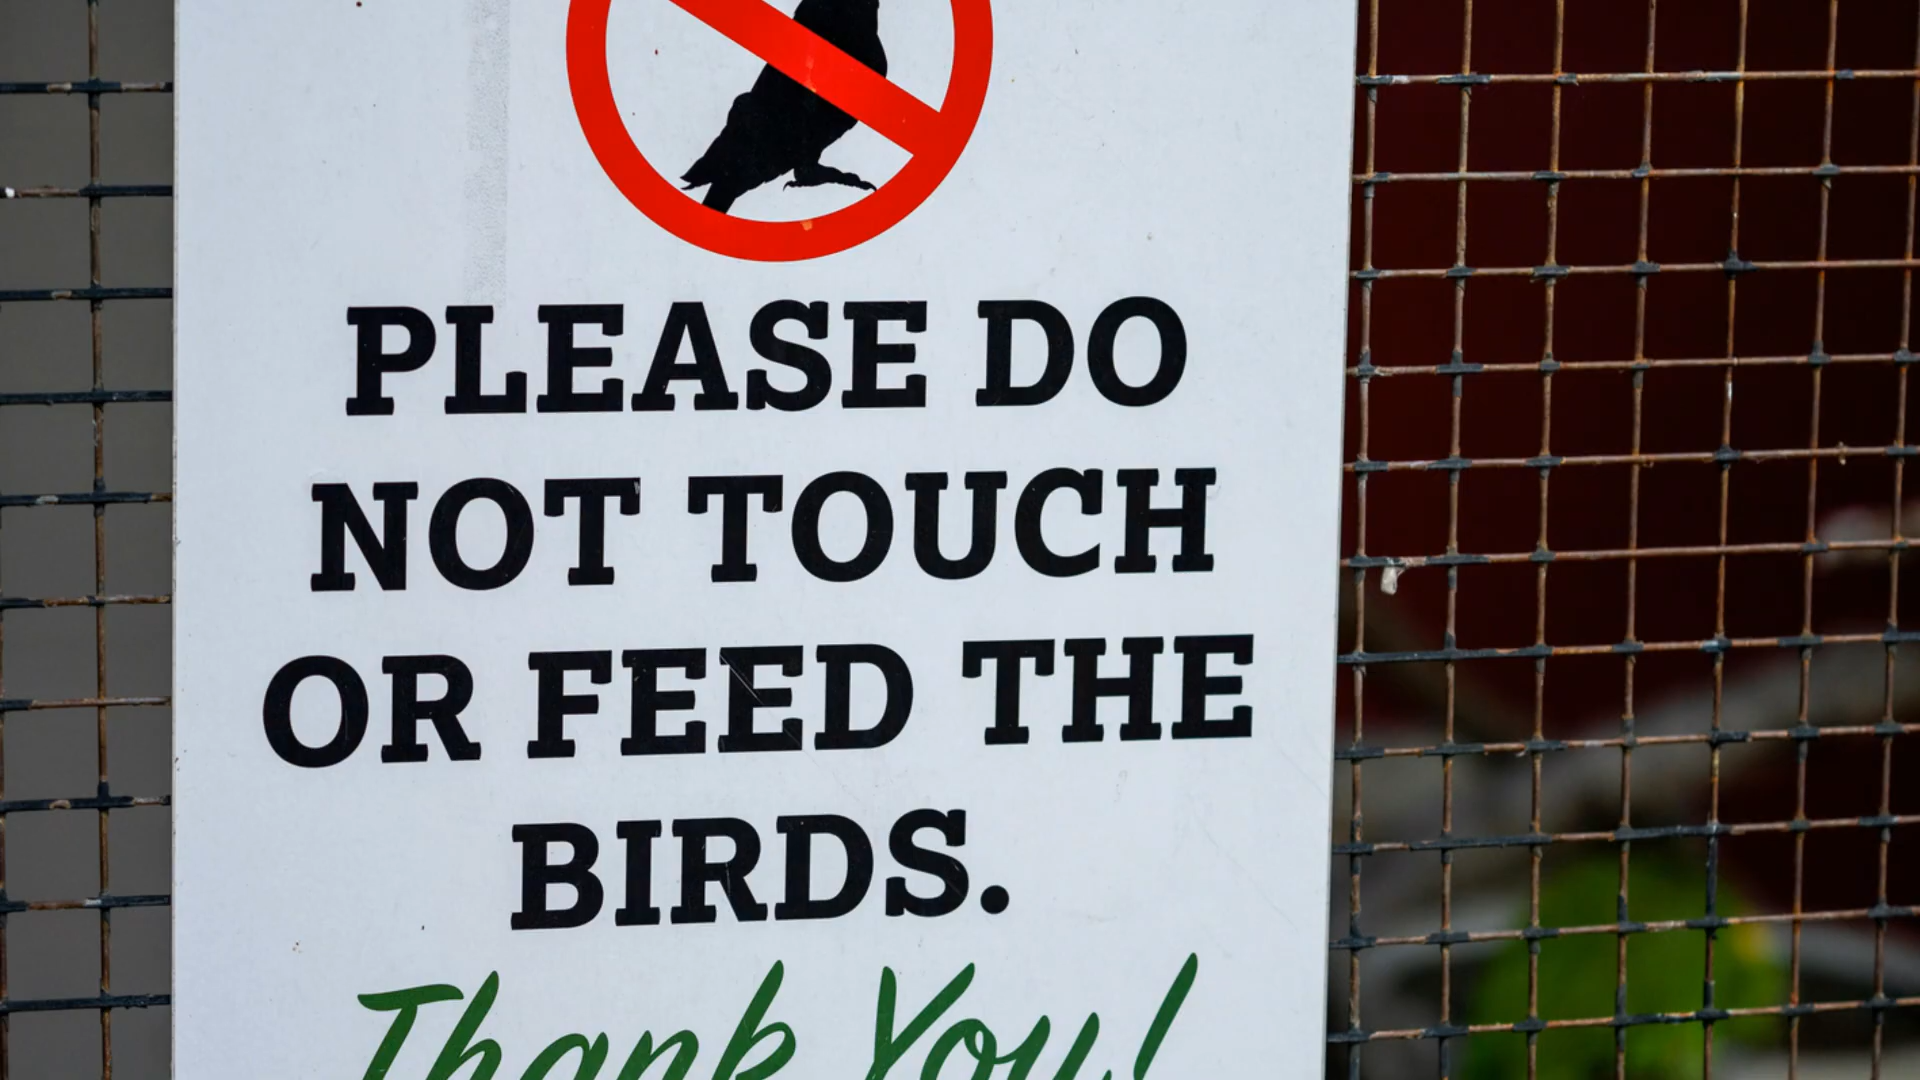 PLEASE DO
NOT TOUCH
OR FEED THE
BIRDS.
Thank You!